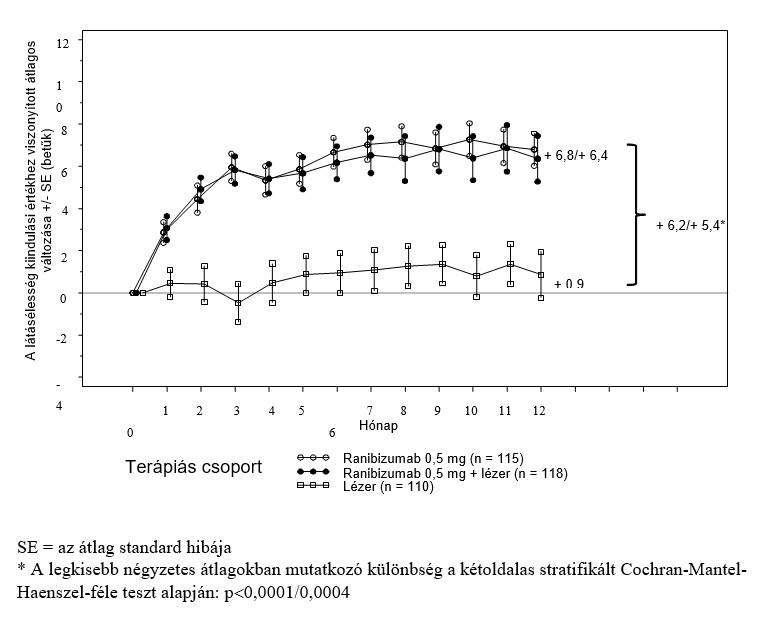 A látásélesség kiindulási értékhez viszonyított átlagos
változása +/- SE (betűk)
12
1
0
8
6
4
2
0
-2
-
4
+ 6,8/+ 6,4
+ 6,2/+ 5,4*
+ 0 9
0
1
2
3
4
5
6
7
8
9
10
11
12
Hónap
Terápiás csoport
Ranibizumab 0,5 mg (n = 115)
Ranibizumab 0,5 mg + lézer (n = 118)
Lézer (n = 110)
SE = az átlag standard hibája
* A legkisebb négyzetes átlagokban mutatkozó különbség a kétoldalas stratifikált Cochran-Mantel-
Haenszel-féle teszt alapján: p<0,0001/0,0004